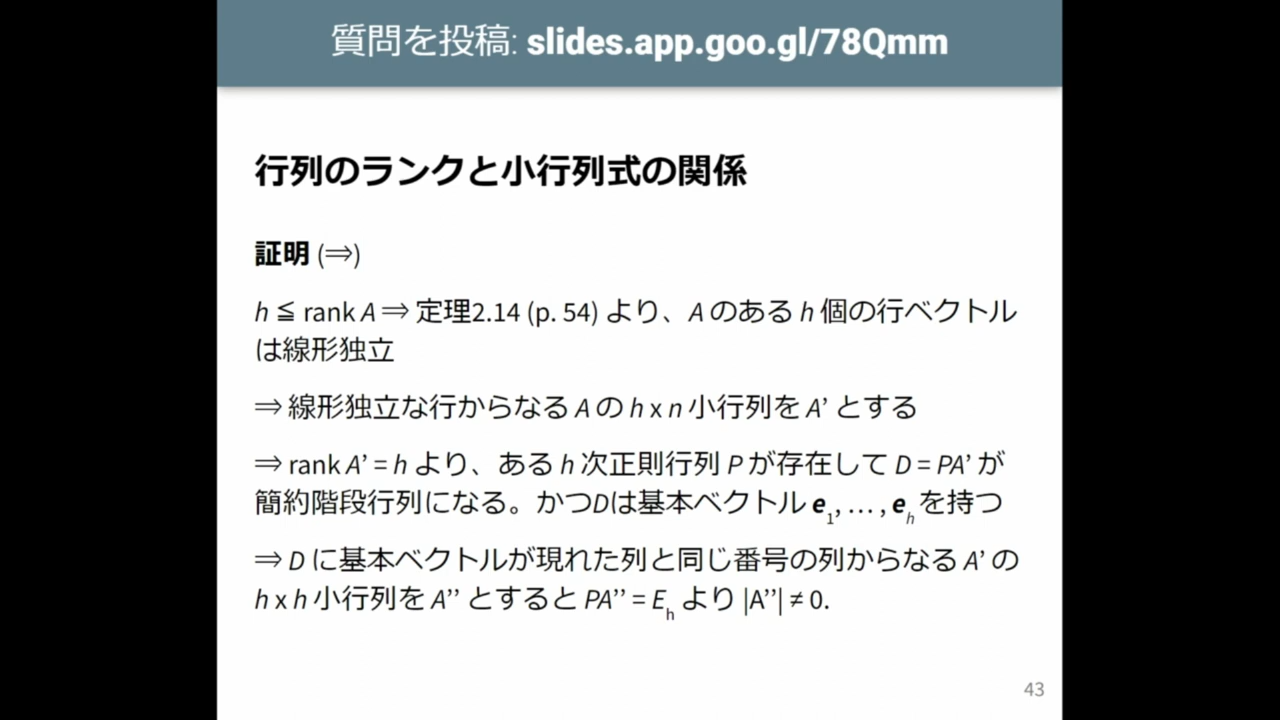 質問を投稿: slides.app.goo.gl/78Qmm
行列のランクと小行列式の関係
証明 (⇒)
h ≦ rank A ⇒ 定理2.14 (p. 54) より、A のある h 個の行ベクトル
は線形独立
⇒ 線形独立な行からなる A の h x n 小行列を A’ とする
⇒ rank A’ = h より、ある h 次正則行列 P が存在して D = PA’ が
簡約階段行列になる。かつDは基本ベクトル e1, … , eh を持つ
⇒ D に基本ベクトルが現れた列と同じ番号の列からなる A’ の
h x h 小行列を A’’ とすると PA’’ = Eh より |A’’| ≠ 0.
43